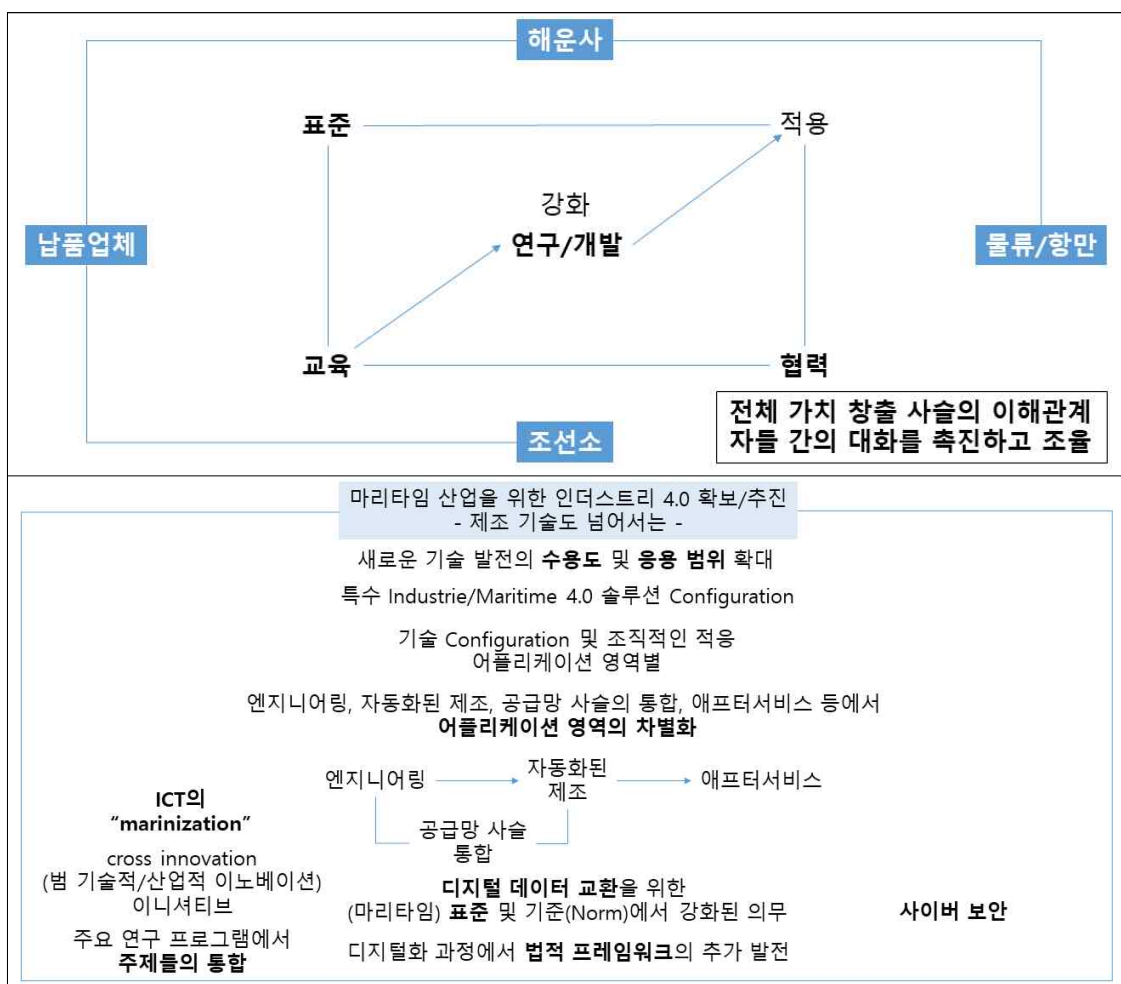 해운사
표준
적용
강화
연구/개발
납품업체
물류/항만
교육
협력
전체 가치 창출 사슬의 이해관계
자들 간의 대화를 촉진하고 조율
조선소
마리타임 산업을 위한 인더스트리 4.0 확보/추진
- 제조 기술도 넘어서는 -
새로운 기술 발전의 수용도 및 응용 범위 확대
특수 Industrie/Maritime 4.0 솔루션 Configuration
기술 Configuration 및 조직적인 적응
어플리케이션 영역별
엔지니어링, 자동화된 제조, 공급망 사슬의 통합, 애프터서비스 등에서
어플리케이션 영역의 차별화
엔지니어링
자동화된
제조
애프터서비스
공급망 사슬
통합
ICT의
“marinization”
cross innovation
(범 기술적/산업적 이노베이션)
이니셔티브
주요 연구 프로그램에서
주제들의 통합
디지털 데이터 교환을 위한
(마리타임) 표준 및 기준(Norm)에서 강화된 의무
디지털화 과정에서 법적 프레임워크의 추가 발전
사이버 보안